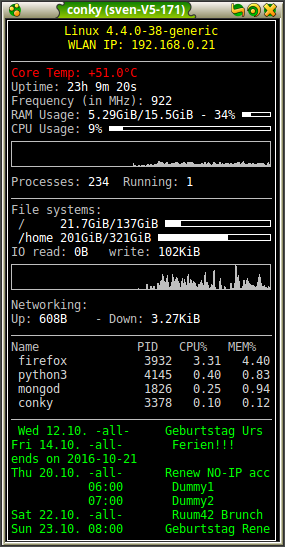 conky (sven-V5-171)
Linux 4.4.0-38-generic
WLAN IP: 192.168.0.21
Core Temp: +51.0°C
Uptime: 23h 9m 20s
Frequency (in MHz): 922
RAM Usage: 5.29GiB/15.5GiB - 34%
CPU Usage: 9%
Processes: 234  Running: 1
File systems:
/     21.7GiB/137GiB
/home 201GiB/321GiB
IO read: 0B   write: 102KiB
Networking:
Up: 608B    - Down: 3.27KiB
Name              PID   CPU%   MEM%
firefox           3932   3.31   4.40
python3           4145   0.40   0.83
mongod            1826   0.25   0.94
conky             3378   0.10   0.12
Wed 12.10. -all-     Geburtstag Urs
Fri 14.10. -all-      Ferien!!!
ends on 2016-10-21
Thu 20.10. -all-     Renew NO-IP acc
06:00      Dummy1
07:00      Dummy2
Sat 22.10. -all-     Ruum42 Brunch
Sun 23.10. 08:00     Geburtstag Rene